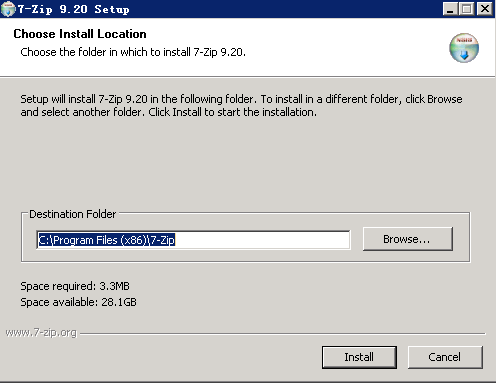 7-Zip 9.20 Setup
Choose Install Location
Choose the folder in which to install 7-Zip 9.20.
Setup will install 7-Zip 9.20 in the following folder. To install in a different folder, click Browse
and select another folder. Click Install to start the installation.
Destination Folder
C:\Program Files (x86)\7-Zip
Browse...
Space required: 3.3MB
Space available: 28.1GB
www.7-zip.org
Install
Cancel